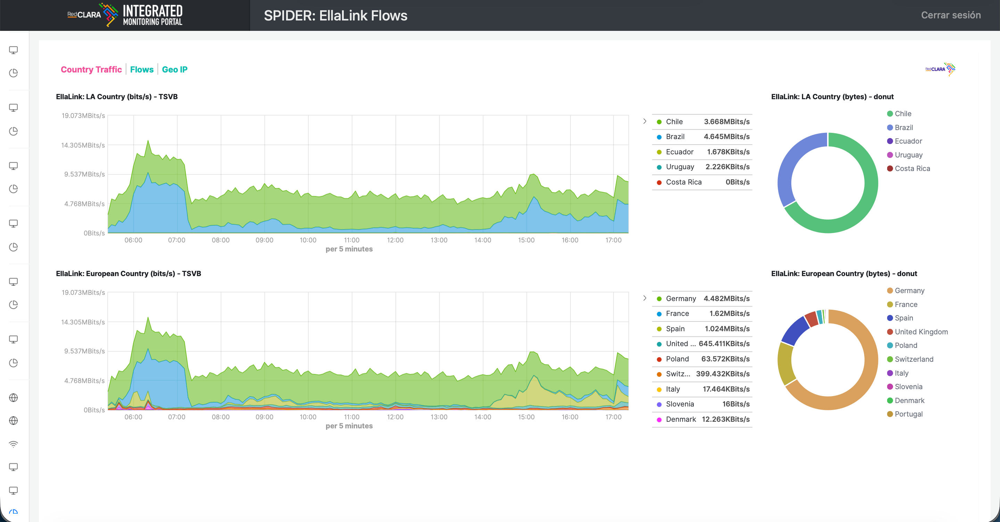 RedCLARA INTEGRATED MONITORING PORTAL
SPIDER: EllaLink Flows
Cerrar sesión
Country Traffic | Flows | Geo IP
RedCLARA
EllaLink: LA Country (bits/s) - TSVB
19.073MBits/s
14.305MBits/s
9.537MBits/s
4.768MBits/s
0Bits/s
06:00 07:00 08:00 09:00 10:00 11:00 12:00 13:00 14:00 15:00 16:00 17:00
per 5 minutes
Chile 3.668MBits/s
Brazil 4.645MBits/s
Ecuador 1.678KBits/s
Uruguay 2.226KBits/s
Costa Rica 0Bits/s
EllaLink: LA Country (bytes) - donut
Chile
Brazil
Ecuador
Uruguay
Costa Rica
EllaLink: European Country (bits/s) - TSVB
19.073MBits/s
14.305MBits/s
9.537MBits/s
4.768MBits/s
0Bits/s
06:00 07:00 08:00 09:00 10:00 11:00 12:00 13:00 14:00 15:00 16:00 17:00
per 5 minutes
Germany 4.482MBits/s
France 1.62MBits/s
Spain 1.024MBits/s
United ... 645.411KBits/s
Poland 63.572KBits/s
Switz... 399.432KBits/s
Italy 17.464KBits/s
Slovenia 16Bits/s
Denmark 12.263KBits/s
EllaLink: European Country (bytes) - donut
Germany
France
Spain
United Kingdom
Poland
Switzerland
Italy
Slovenia
Denmark
Portugal